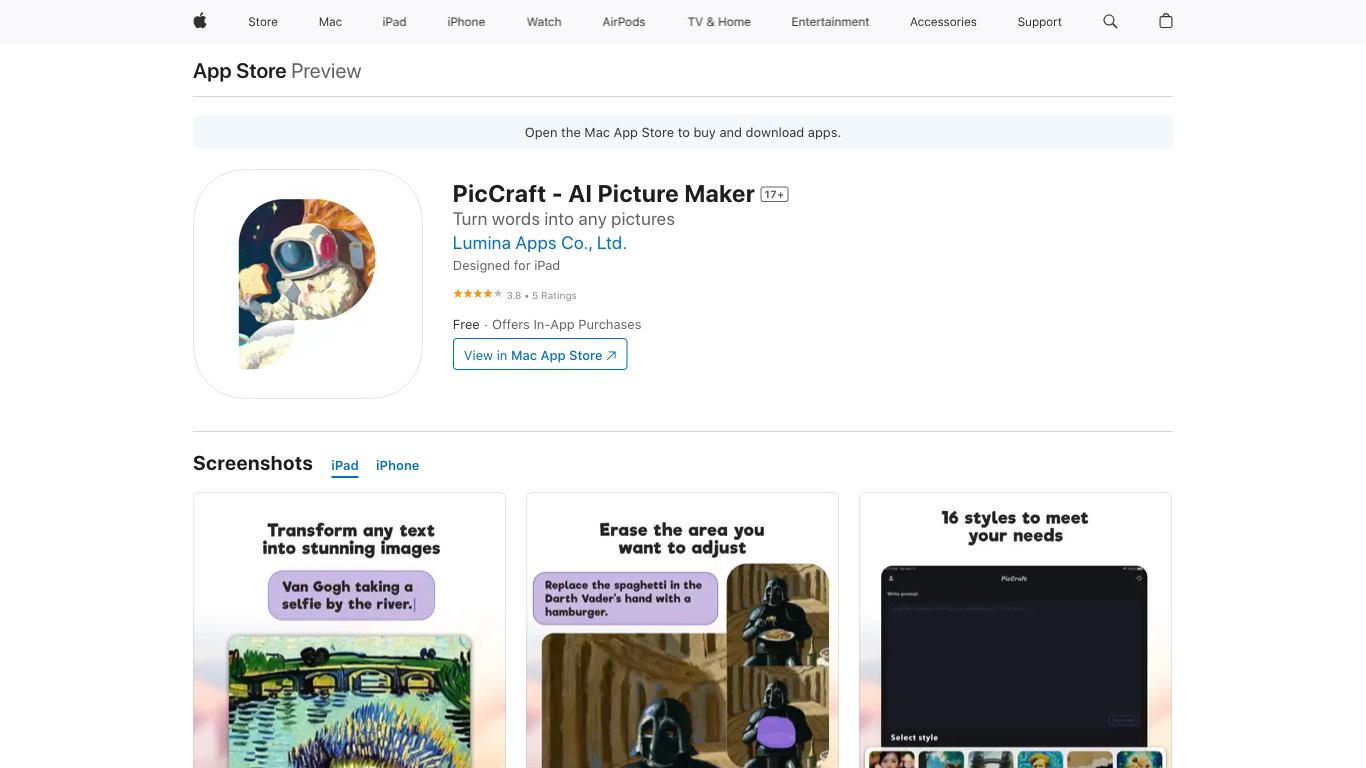 Store Mac iPad iPhone Watch AirPods TV & Home Entertainment Accessories Support
App Store Preview
Open the Mac App Store to buy and download apps.
PicCraft - AI Picture Maker 17+
Turn words into any pictures
Lumina Apps Co., Ltd.
Designed for iPad
3.8 • 5 Ratings
Free · Offers In-App Purchases
View in Mac App Store
Screenshots iPad iPhone
Transform any text
into stunning images
Van Gogh taking a
selfie by the river.
Erase the area you
want to adjust
Replace the spaghetti in the
Darth Vader's hand with a
hamburger.
16 styles to meet
your needs
PicCraft
Write prompt
Select style